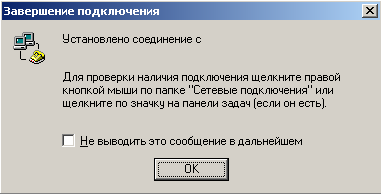 Завершение подключения
Установлено соединение с
Для проверки наличия подключения щелкните правой
кнопкой мыши по папке "Сетевые подключения" или
щелкните по значку на панели задач (если он есть).
Не выводить это сообщение в дальнейшем
OK